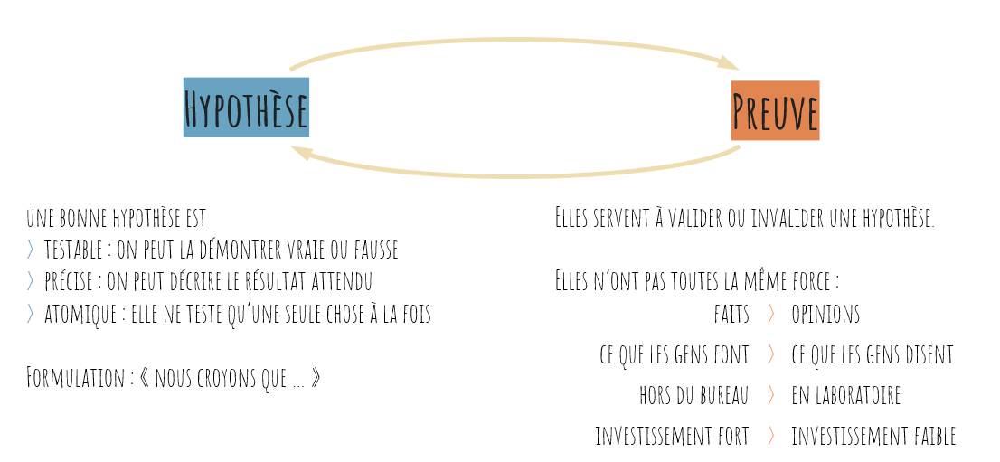 Hypothèse
Preuve
une bonne hypothèse est
〉 testable : on peut la démontrer vraie ou fausse
〉 précise : on peut décrire le résultat attendu
〉 atomique : elle ne teste qu’une seule chose à la fois
Formulation : « nous croyons que ... »
Elles servent à valider ou invalider une hypothèse.
Elles n’ont pas toutes la même force :
faits 〉 opinions
ce que les gens font 〉 ce que les gens disent
hors du bureau 〉 en laboratoire
investissement fort 〉 investissement faible